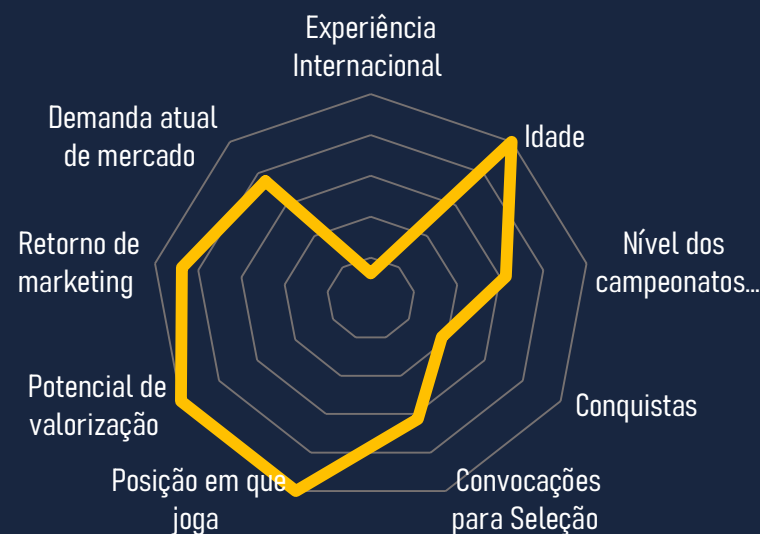 Experiência
Internacional
Idade
Nível dos
campeonatos...
Conquistas
Convocações
para Seleção
Posição em que
joga
Potencial de
valorização
Retorno de
marketing
Demanda atual
de mercado